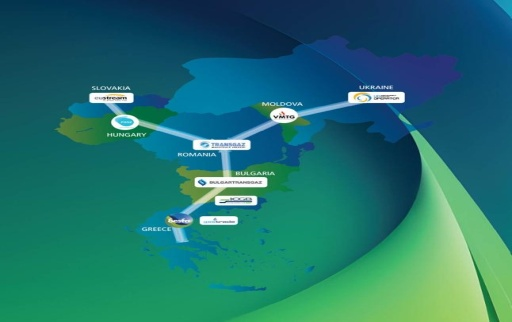 SLOVAKIA
eustream
UKRAINE
MOLDOVA
VMTG
HUNGARY
TRANSGAZ
ROMANIA
BULGARIA
BULGARTRANSGAZ
ICGB
GREECE